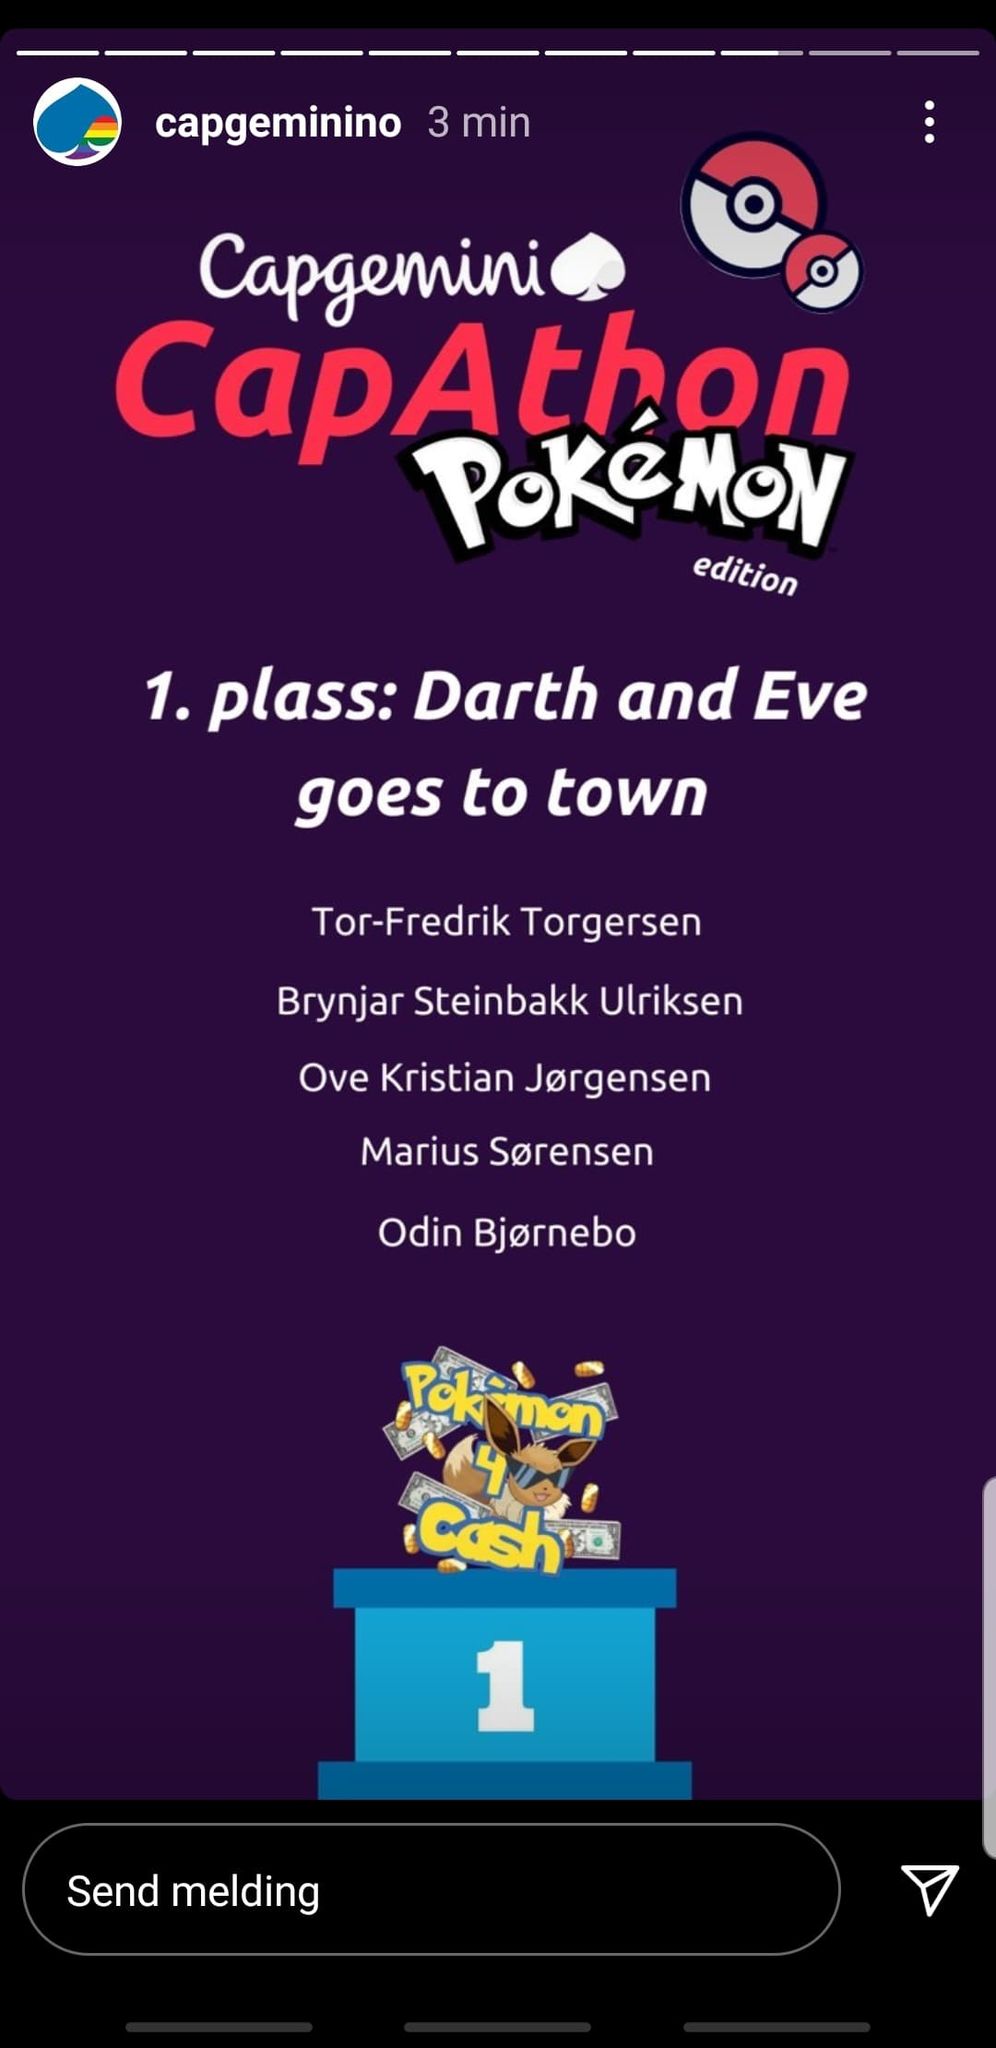 capgeminino 3 min
Capgemini
CapAthon
POKéMON
edition
1. plass: Darth and Eve
goes to town
Tor-Fredrik Torgersen
Brynjar Steinbakk Ulriksen
Ove Kristian Jørgensen
Marius Sørensen
Odin Bjørnebo
Pokémon
4
Cash
1
Send melding